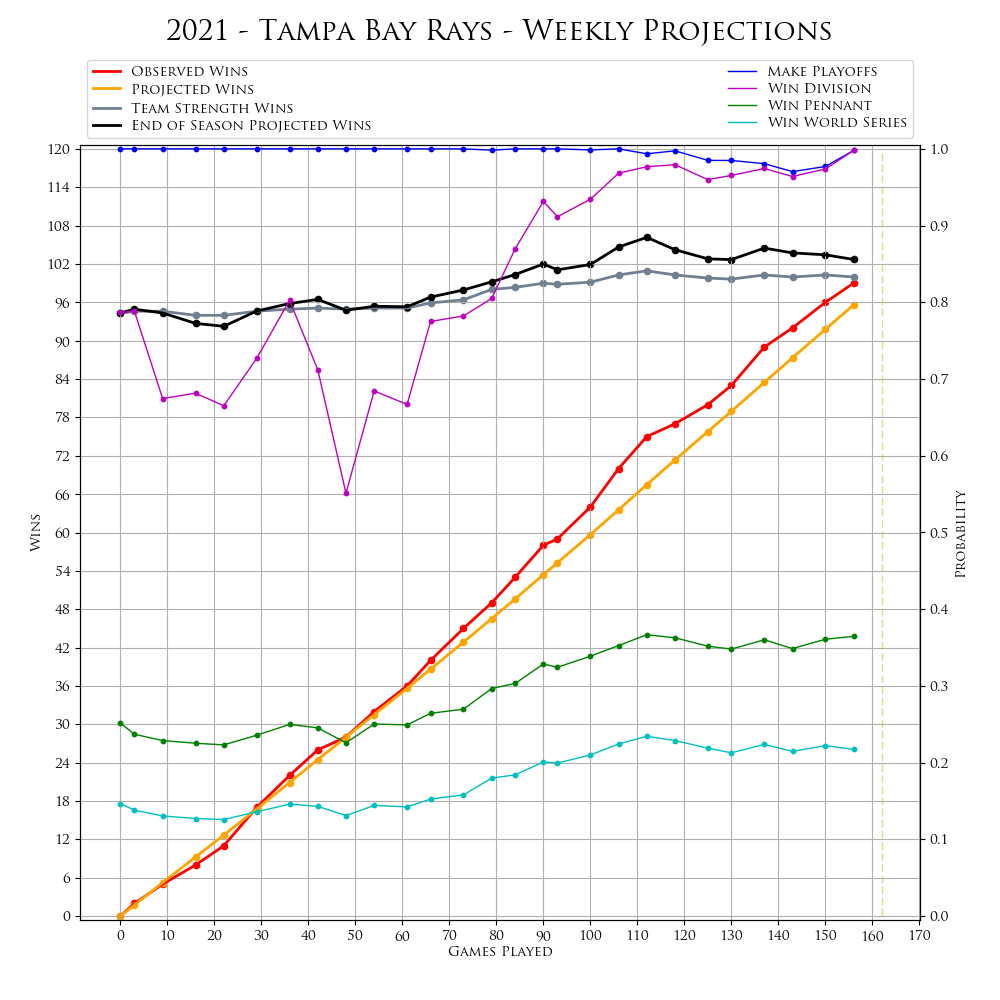 2021 - Tampa Bay Rays - Weekly Projections
Observed Wins
Projected Wins
Team Strength Wins
End of Season Projected Wins
Make Playoffs
Win Division
Win Pennant
Win World Series
120
114
108
102
96
90
84
78
72
66
60
54
48
42
36
30
24
18
12
6
0
Wins
1.0
0.9
0.8
0.7
0.6
0.5
0.4
0.3
0.2
0.1
0.0
Probability
0 10 20 30 40 50 60 70 80 90 100 110 120 130 140 150 160 170
Games Played